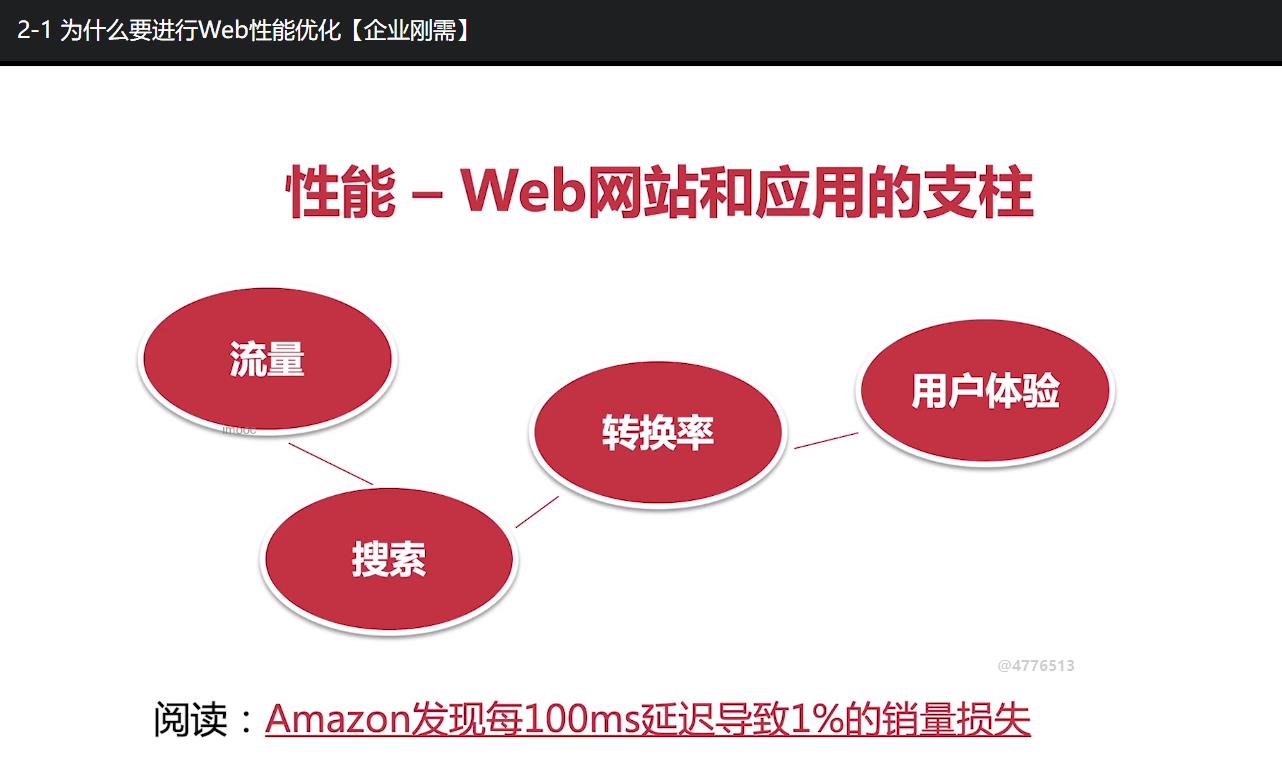 2-1 为什么要进行Web性能优化【企业刚需】
性能 – Web网站和应用的支柱
流量
imooc
搜索
转换率
用户体验
@4776513
阅读：Amazon发现每100ms延迟导致1%的销量损失